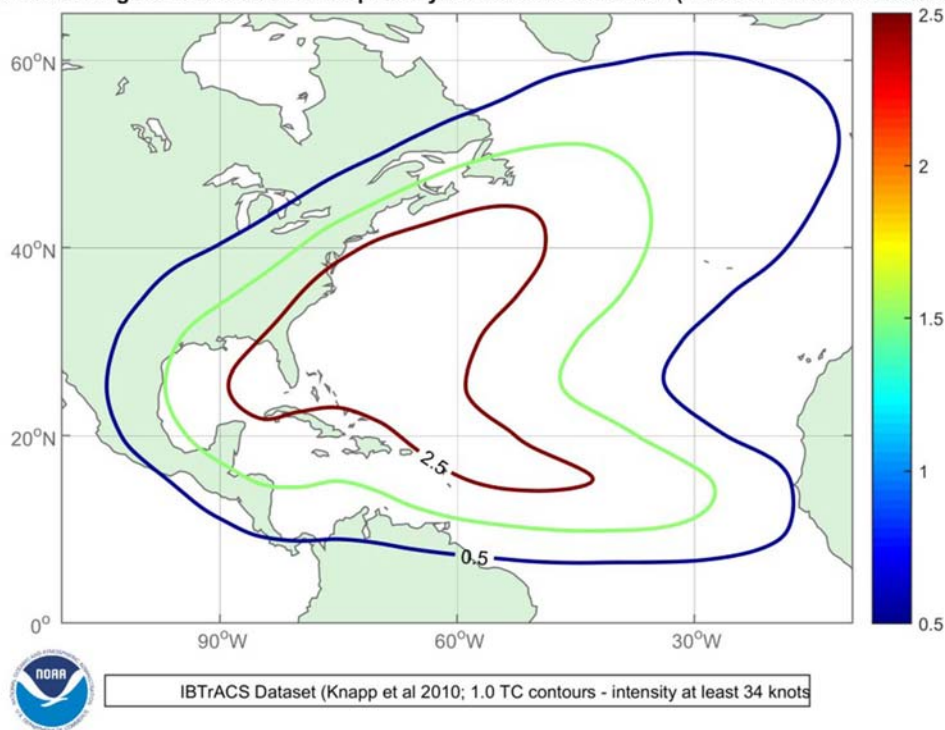 2.5
60°N
2
40°N
1.5
20°N
2.5
1
0.5
0°
0.5
90°W
60°W
30°W
NOAA
IBTrACS Dataset (Knapp et al 2010; 1.0 TC contours - intensity at least 34 knots